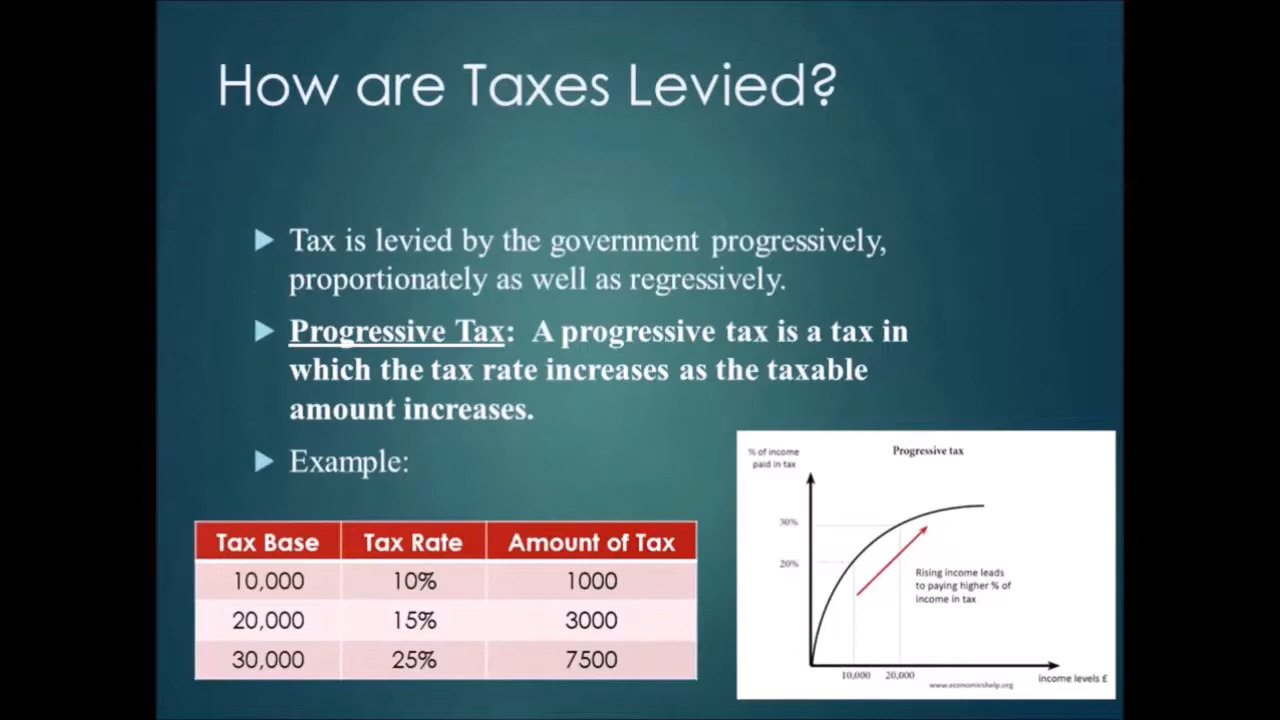 How are Taxes Levied?
Tax is levied by the government progressively,
proportionately as well as regressively.
Progressive Tax: A progressive tax is a tax in
which the tax rate increases as the taxable
amount increases.
Example:
Tax Base Tax Rate Amount of Tax
10,000 10% 1000
20,000 15% 3000
30,000 25% 7500
% of income
paid in tax
Progressive tax
30%
20%
Rising income leads
to paying higher % of
income in tax
10,000 20,000
income levels £
www.economicshelp.org